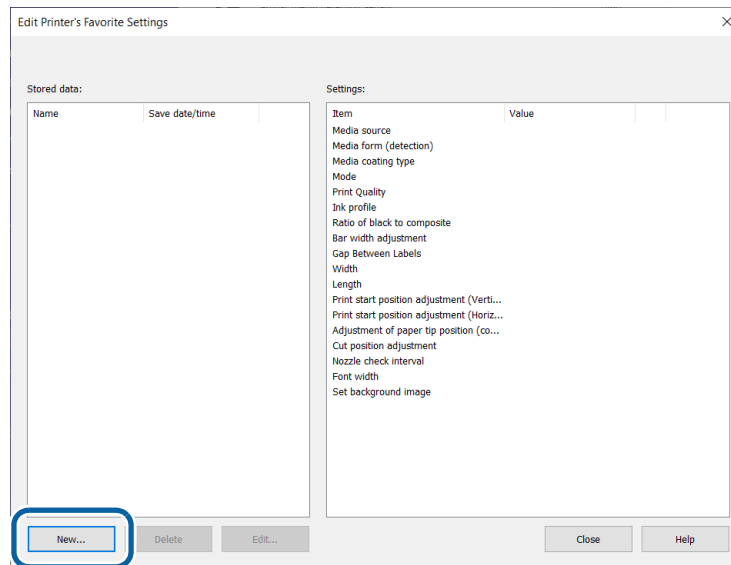 Edit Printer's Favorite Settings
Stored data:
Settings:
Name Save date/time
Item Value
Media source
Media form (detection)
Media coating type
Mode
Print Quality
Ink profile
Ratio of black to composite
Bar width adjustment
Gap Between Labels
Width
Length
Print start position adjustment (Verti...
Print start position adjustment (Horiz...
Adjustment of paper tip position (co...
Cut position adjustment
Nozzle check interval
Font width
Set background image
New... Delete Edit... Close Help